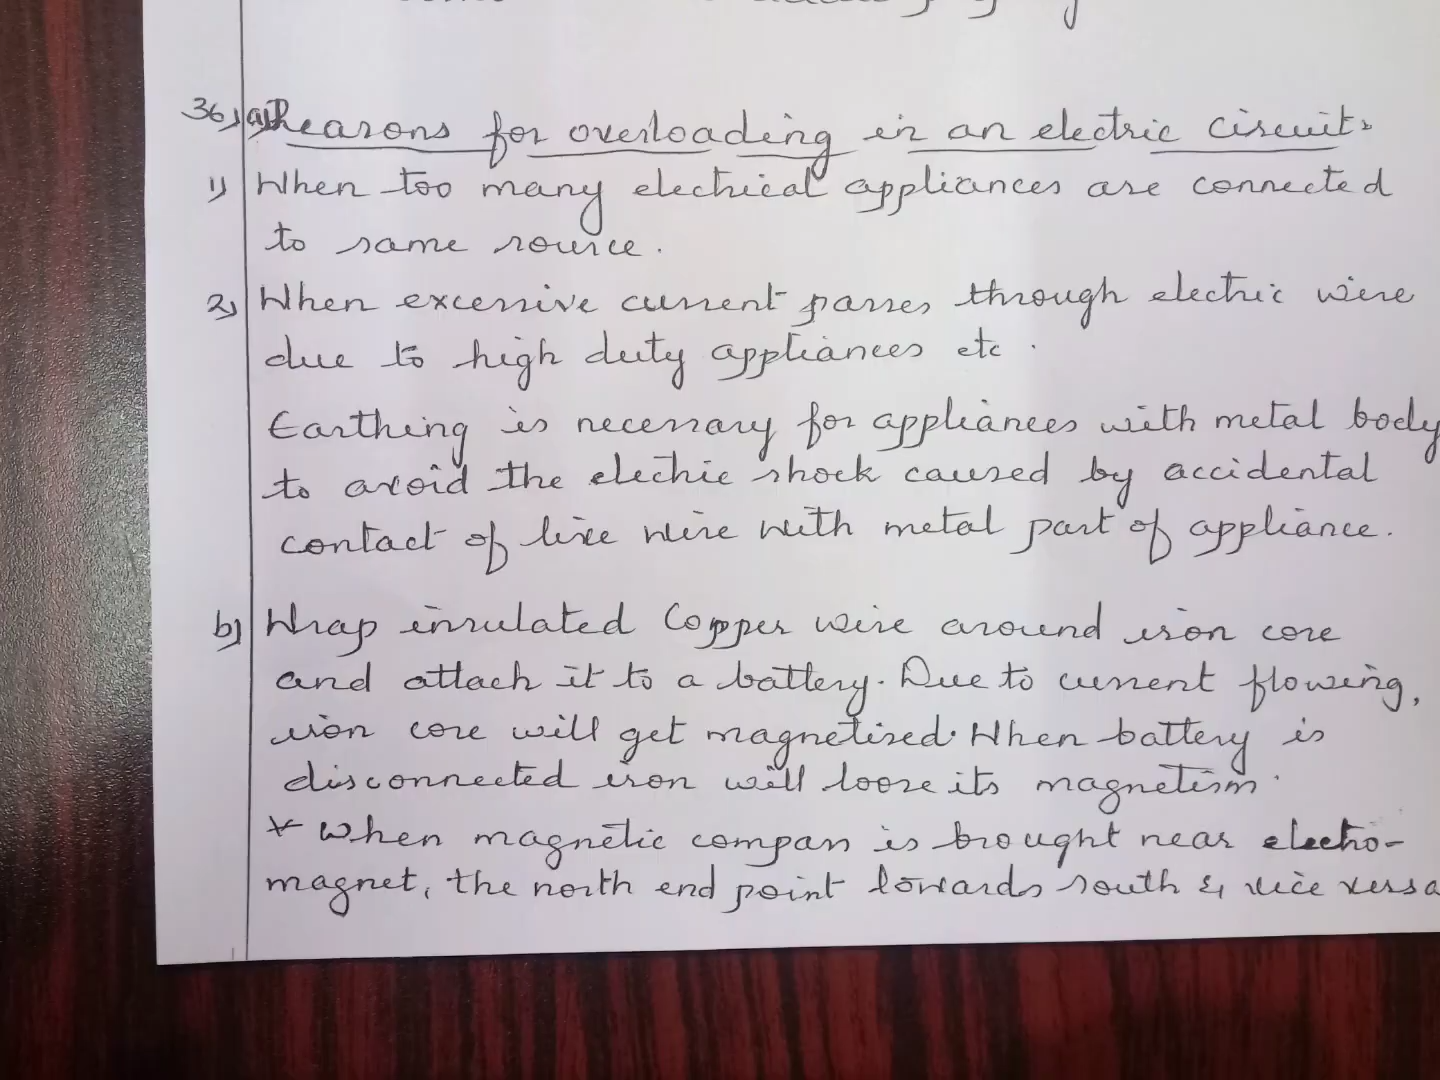 36, a) Reasons for overloading in an electric circuit.
1) When too many electrical appliances are connected
to same source.
2) When excessive current passes through electric wire
due to high duty appliances etc.
Earthing is necessary for appliances with metal body
to avoid the electric shock caused by accidental
contact of live wire with metal part of appliance.
b) Wrap insulated Copper wire around iron core
and attach it to a battery. Due to current flowing,
iron core will get magnetised. When battery is
disconnected iron will loose its magnetism.
* When magnetic compass is brought near electro-
magnet, the north end point towards south & vice versa